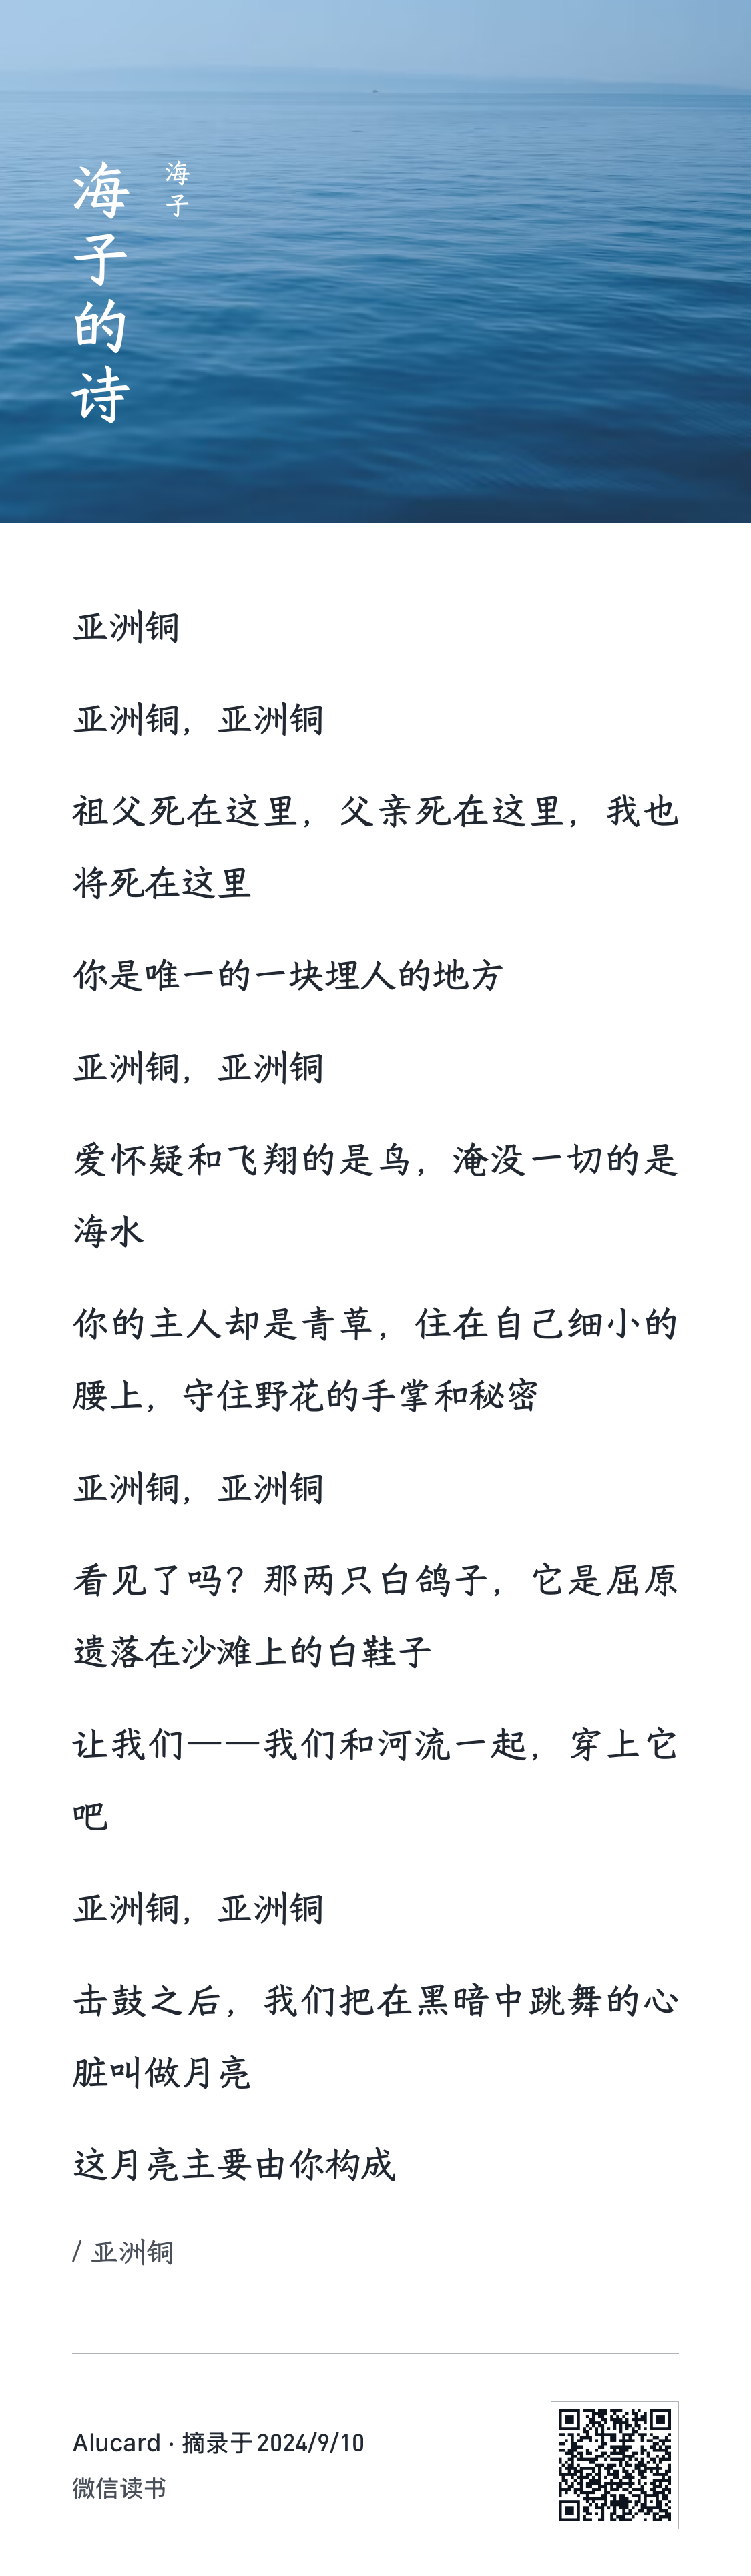 海子的诗
海子
亚洲铜
亚洲铜，亚洲铜
祖父死在这里，父亲死在这里，我也
将死在这里
你是唯一的一块埋人的地方
亚洲铜，亚洲铜
爱怀疑和飞翔的是鸟，淹没一切的是
海水
你的主人却是青草，住在自己细小的
腰上，守住野花的手掌和秘密
亚洲铜，亚洲铜
看见了吗？那两只白鸽子，它是屈原
遗落在沙滩上的白鞋子
让我们——我们和河流一起，穿上它
吧
亚洲铜，亚洲铜
击鼓之后，我们把在黑暗中跳舞的心
脏叫做月亮
这月亮主要由你构成
/ 亚洲铜
Alucard · 摘录于2024/9/10
微信读书